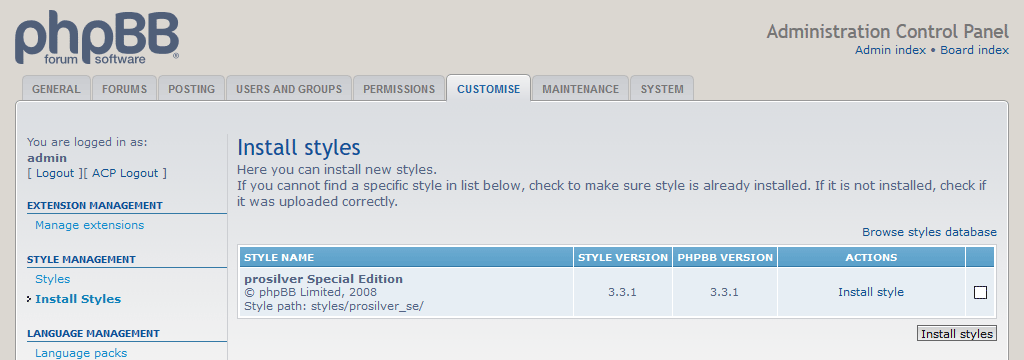 phpBB®
forum software
Administration Control Panel
Admin index • Board index
GENERAL FORUMS POSTING USERS AND GROUPS PERMISSIONS CUSTOMISE MAINTENANCE SYSTEM
You are logged in as:
admin
[ Logout ][ ACP Logout ]
EXTENSION MANAGEMENT
Manage extensions
STYLE MANAGEMENT
Styles
Install Styles
LANGUAGE MANAGEMENT
Language packs
Install styles
Here you can install new styles.
If you cannot find a specific style in list below, check to make sure style is already installed. If it is not installed, check if
it was uploaded correctly.
Browse styles database
STYLE NAME STYLE VERSION PHPBB VERSION ACTIONS
prosilver Special Edition
© phpBB Limited, 2008
Style path: styles/prosilver_se/
3.3.1 3.3.1 Install style
Install styles